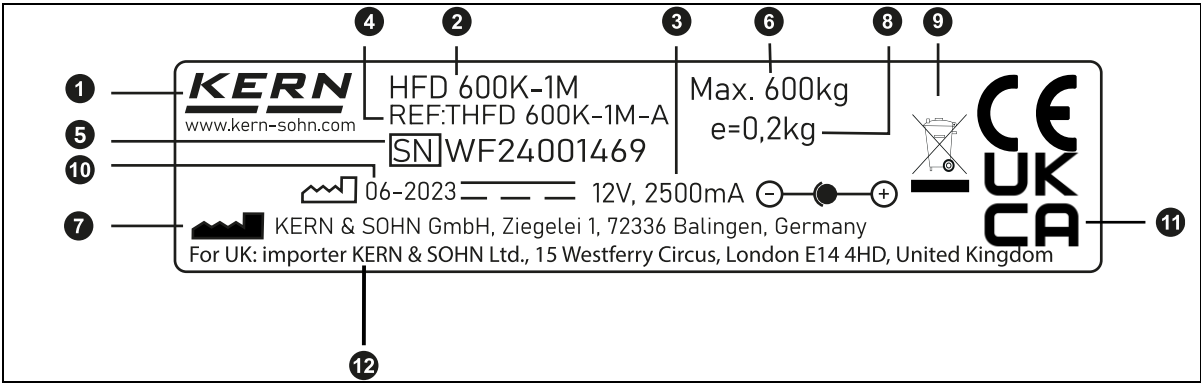 4 2 3 6 8 9
1 KERN HFD 600K-1M Max. 600kg CE
www.kern-sohn.com REF:THFD 600K-1M-A e=0,2kg
5 SN WF24001469 UK
10 06-2023 12V, 2500mA − + CA
7 KERN & SOHN GmbH, Ziegelei 1, 72336 Balingen, Germany 11
For UK: importer KERN & SOHN Ltd., 15 Westferry Circus, London E14 4HD, United Kingdom
12